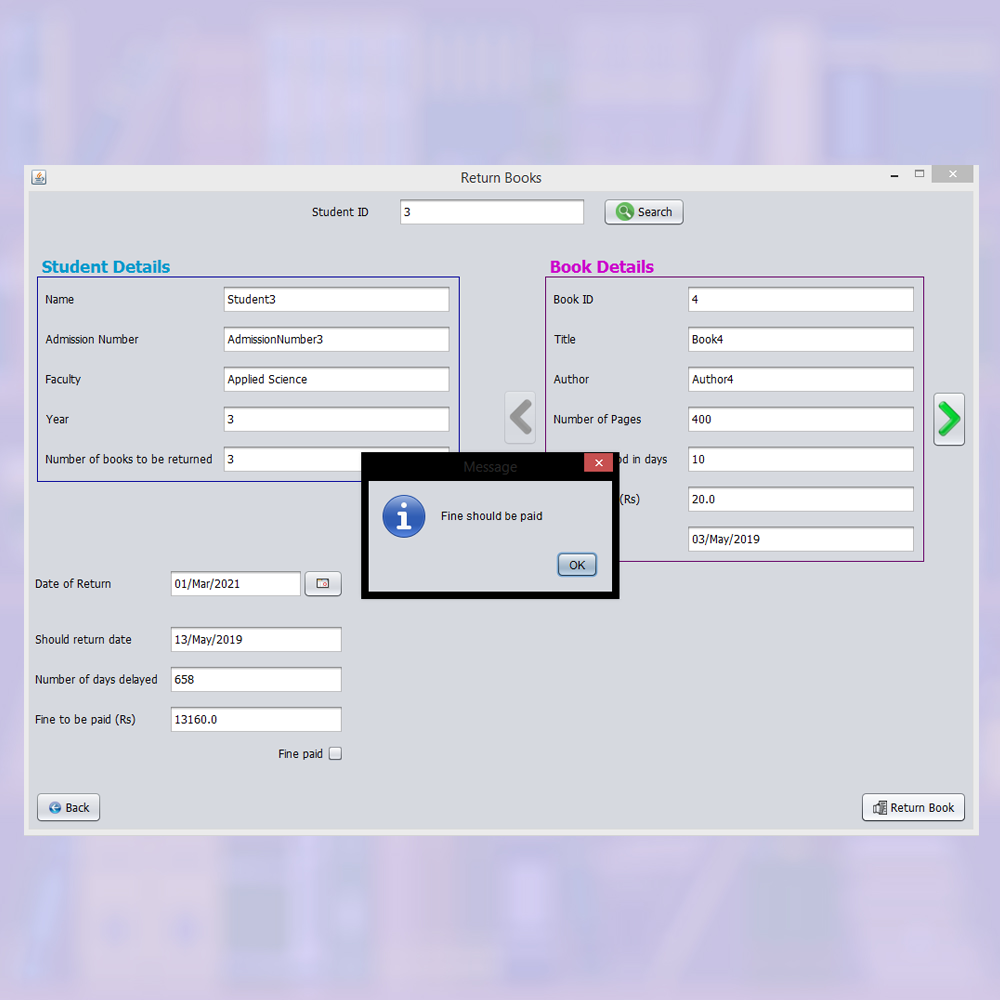 Return Books
Student ID 3 Search
Student Details
Name Student3
Admission Number AdmissionNumber3
Faculty Applied Science
Year 3
Number of books to be returned 3
Book Details
Book ID 4
Title Book4
Author Author4
Number of Pages 400
in days 10
(Rs) 20.0
03/May/2019
Message
Fine should be paid
OK
Date of Return 01/Mar/2021
Should return date 13/May/2019
Number of days delayed 658
Fine to be paid (Rs) 13160.0
Fine paid
Back
Return Book